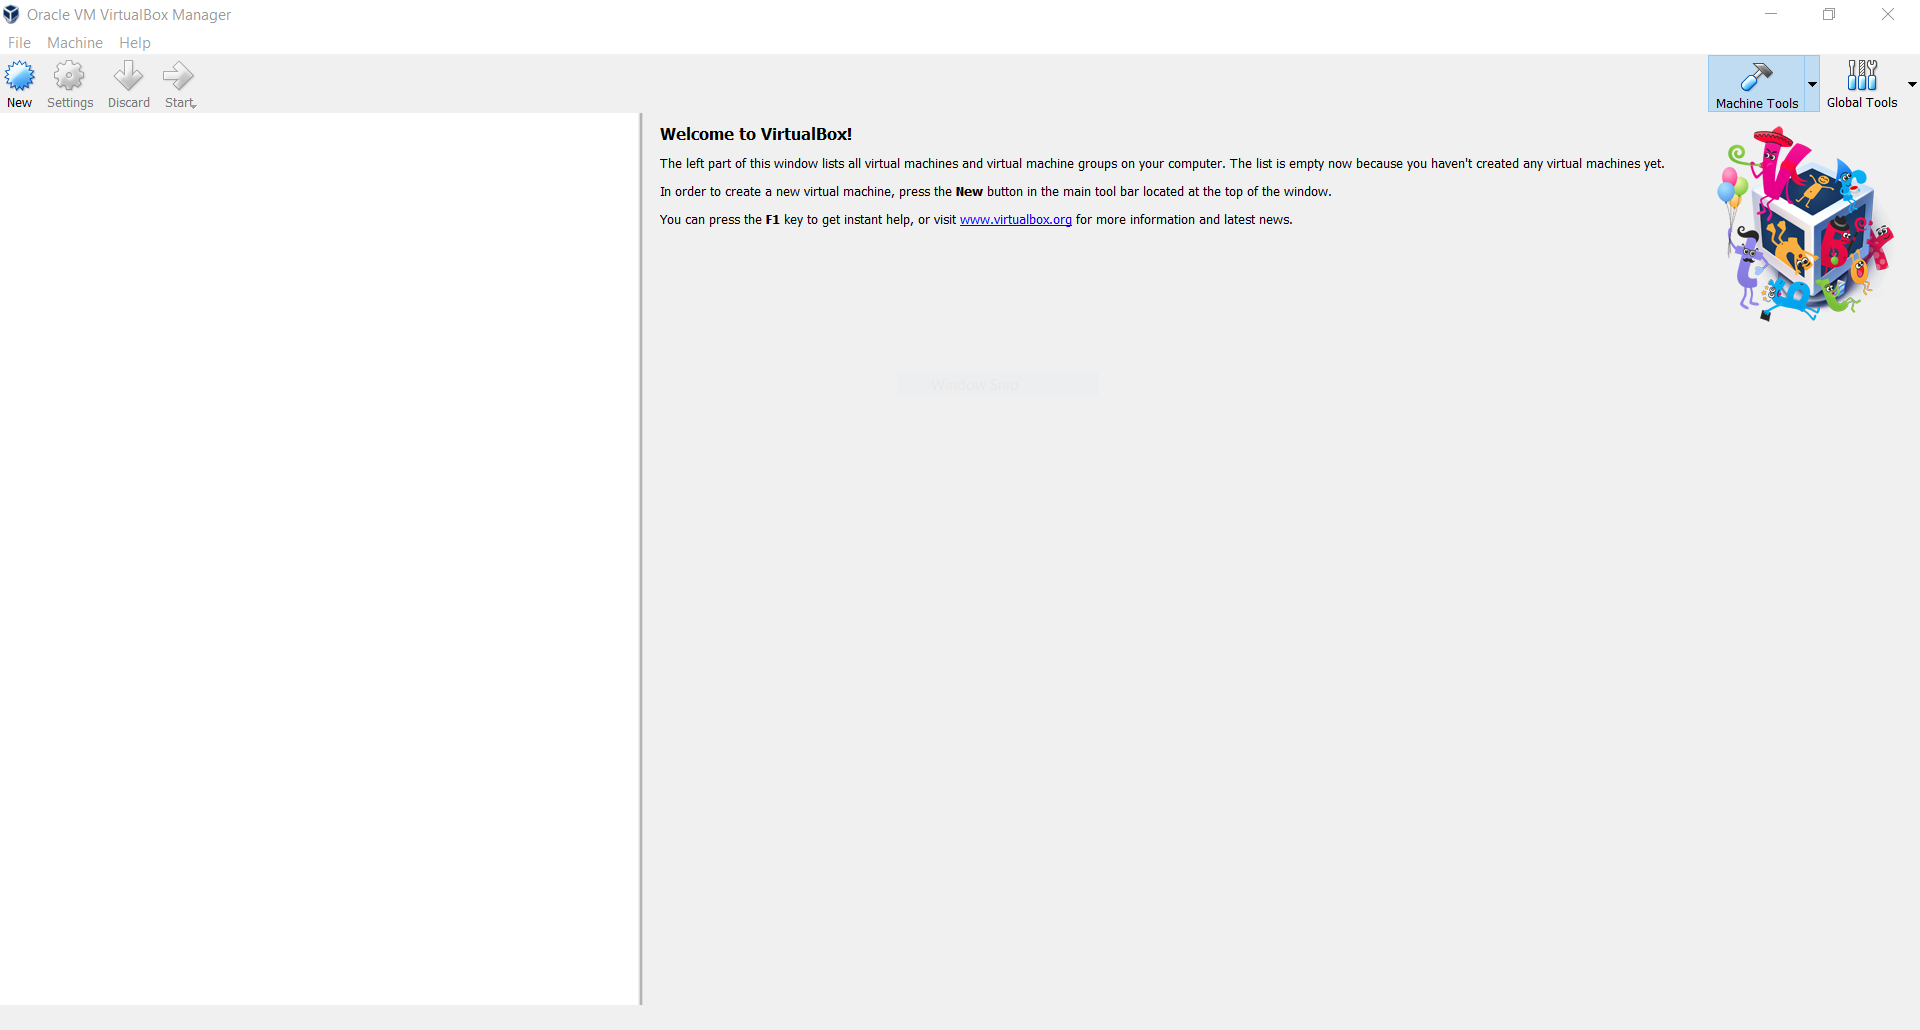 Oracle VM VirtualBox Manager
File Machine Help
New Settings Discard Start
Machine Tools Global Tools
Welcome to VirtualBox!
The left part of this window lists all virtual machines and virtual machine groups on your computer. The list is empty now because you haven't created any virtual machines yet.
In order to create a new virtual machine, press the New button in the main tool bar located at the top of the window.
You can press the F1 key to get instant help, or visit www.virtualbox.org for more information and latest news.
Window Snip